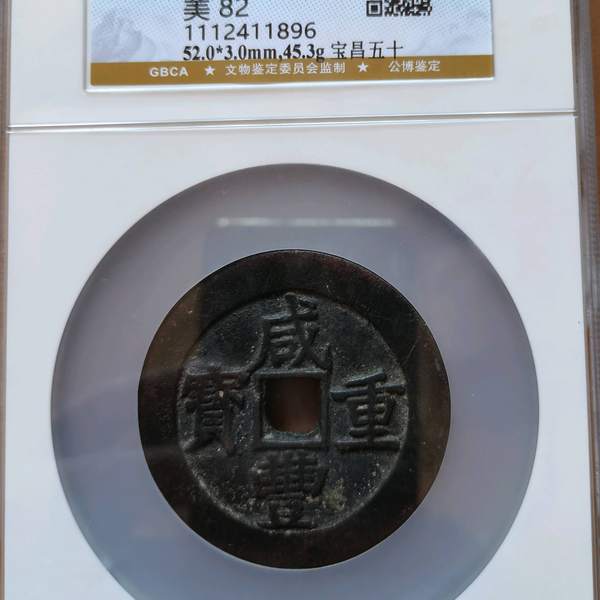 美 82
1112411896
52.0*3.0mm,45.3g 宝昌五十
GBCA ★ 文物鉴定委员会监制 ★ 公博鉴定
咸
寶 重
豐